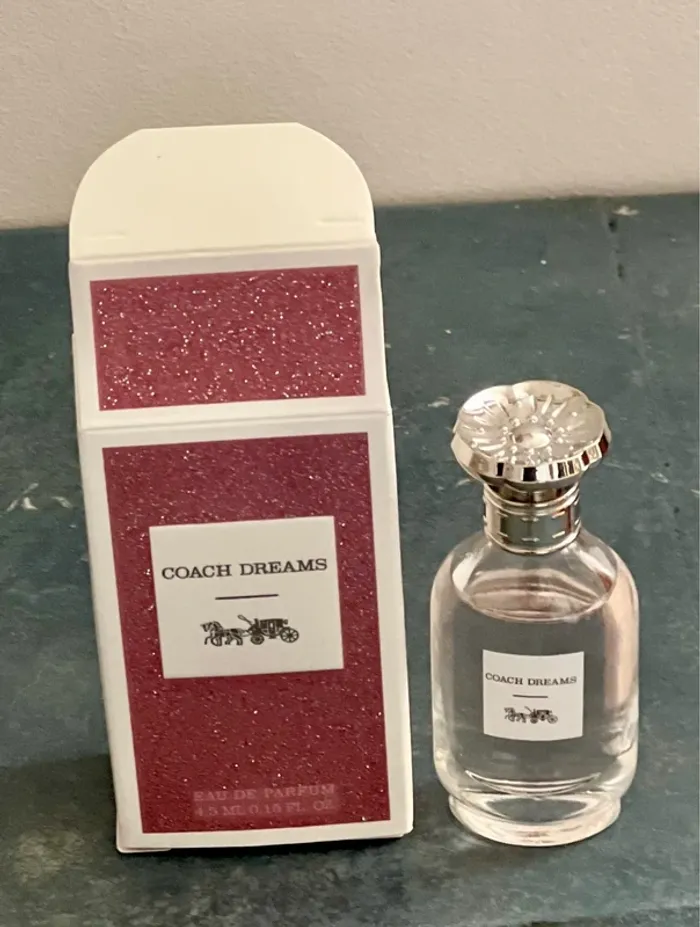 COACH DREAMS
EAU DE PARFUM
4.5 ML 0.15 FL. OZ.
COACH DREAMS